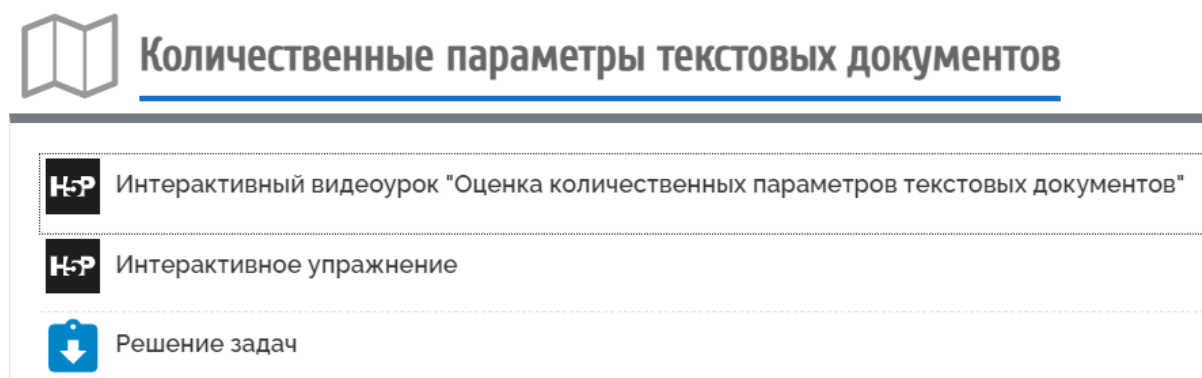 Количественные параметры текстовых документов
H5P Интерактивный видеоурок "Оценка количественных параметров текстовых документов"
H5P Интерактивное упражнение
Решение задач